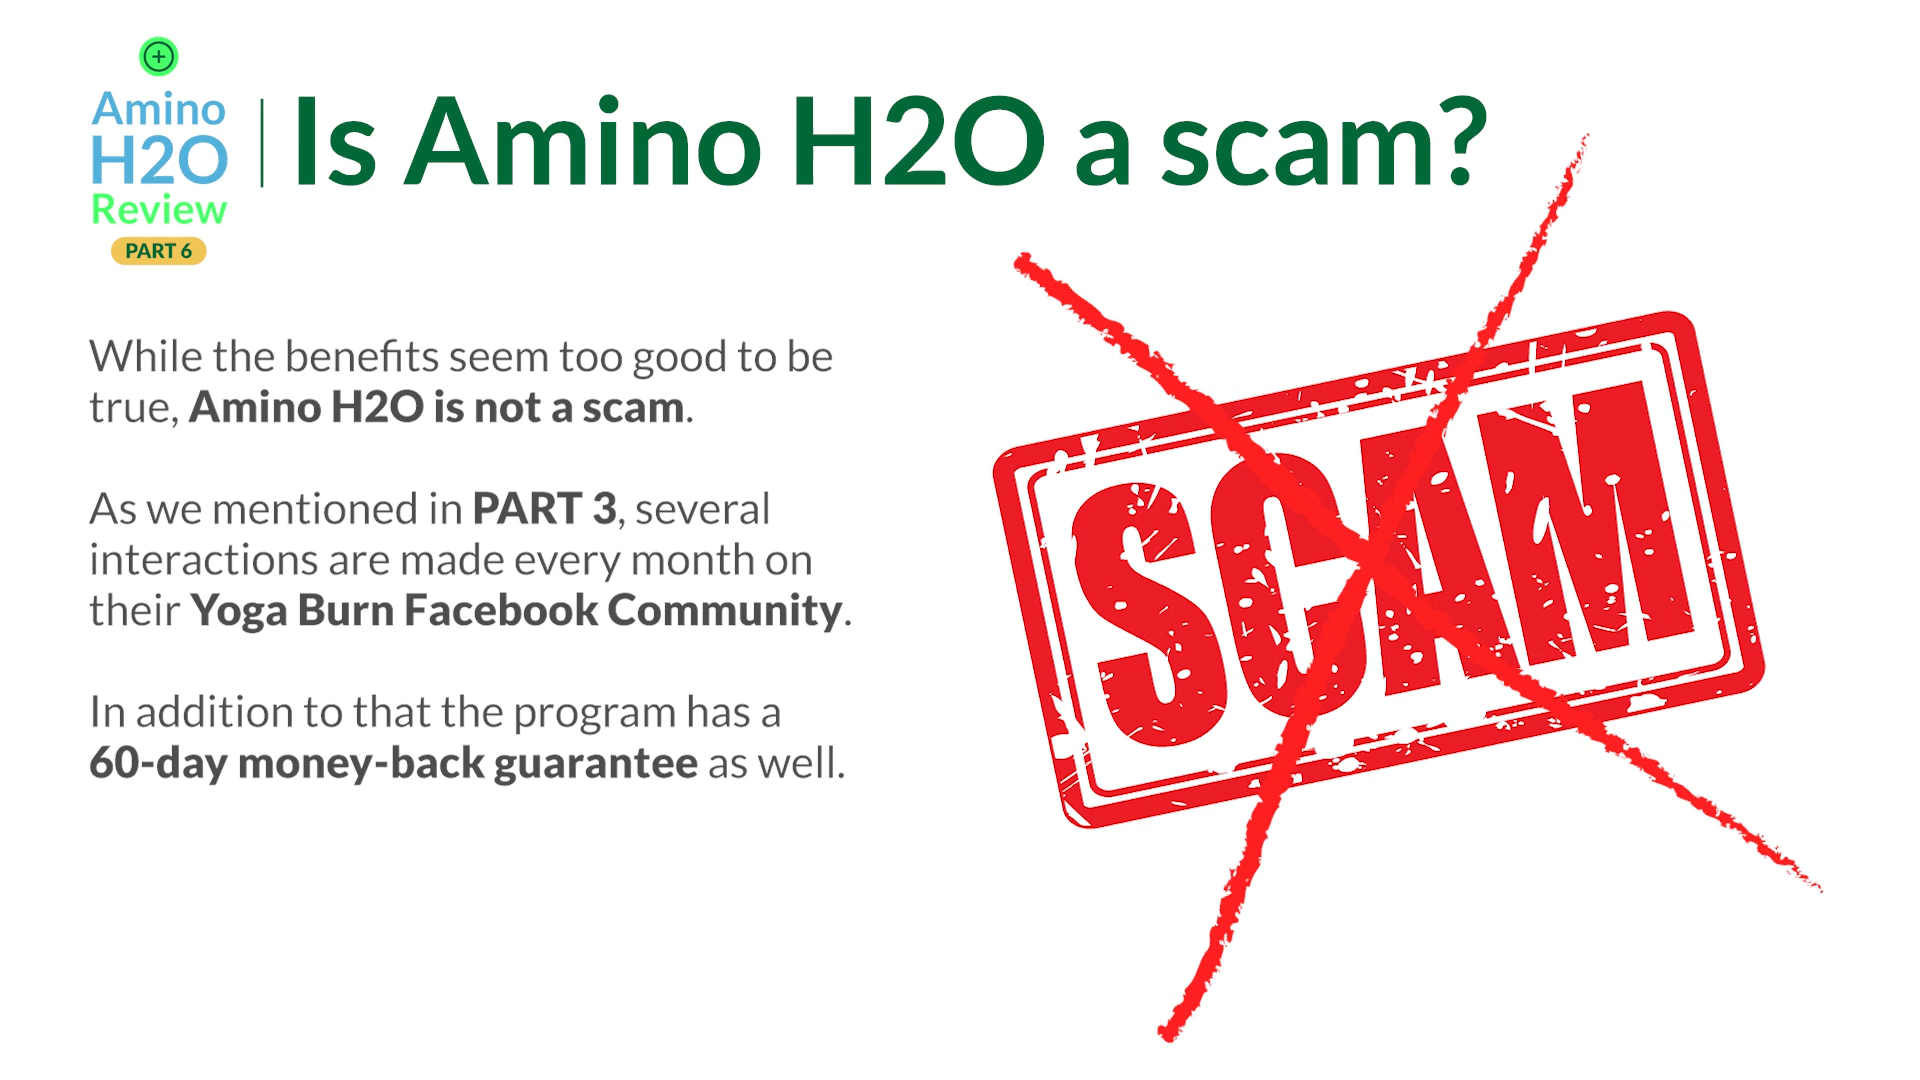 Amino
H2O
Review
PART 6
Is Amino H2O a scam?
While the benefits seem too good to be
true, Amino H2O is not a scam.
As we mentioned in PART 3, several
interactions are made every month on
their Yoga Burn Facebook Community.
In addition to that the program has a
60-day money-back guarantee as well.
SCAM